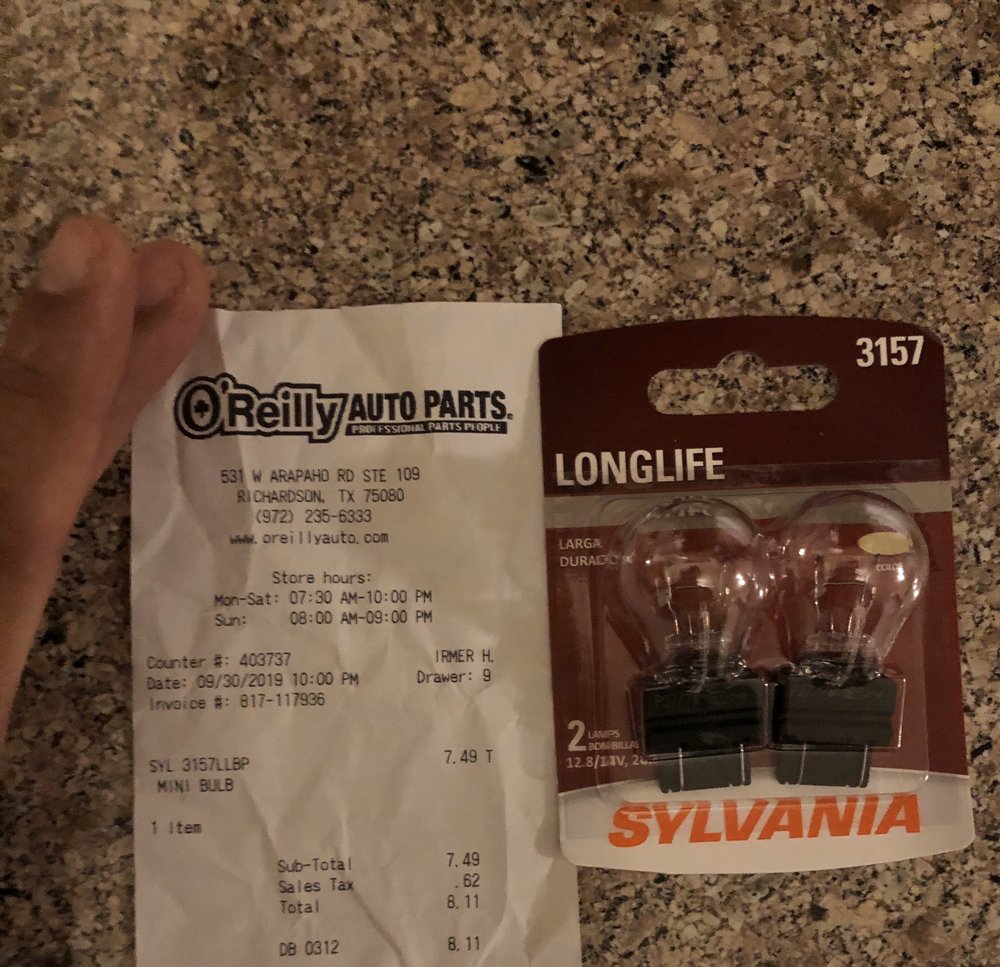 O'Reilly AUTO PARTS.
PROFESSIONAL PARTS PEOPLE
531 W ARAPAHO RD STE 109
RICHARDSON, TX 75080
(972) 235-6333
www.oreillyauto.com
Store hours:
Mon-Sat: 07:30 AM-10:00 PM
Sun: 08:00 AM-09:00 PM
Counter #: 403737 IRMER H.
Date: 09/30/2019 10:00 PM Drawer: 9
Invoice #: 817-117936
SYL 3157LLBP 7.49 T
MINI BULB
1 Item
Sub-Total 7.49
Sales Tax .62
Total 8.11
DB 0312 8.11
3157
LONGLIFE
LARGA
COLOR
2 LAMPS
BOMBILLAS
12.8/14V,
SYLVANIA